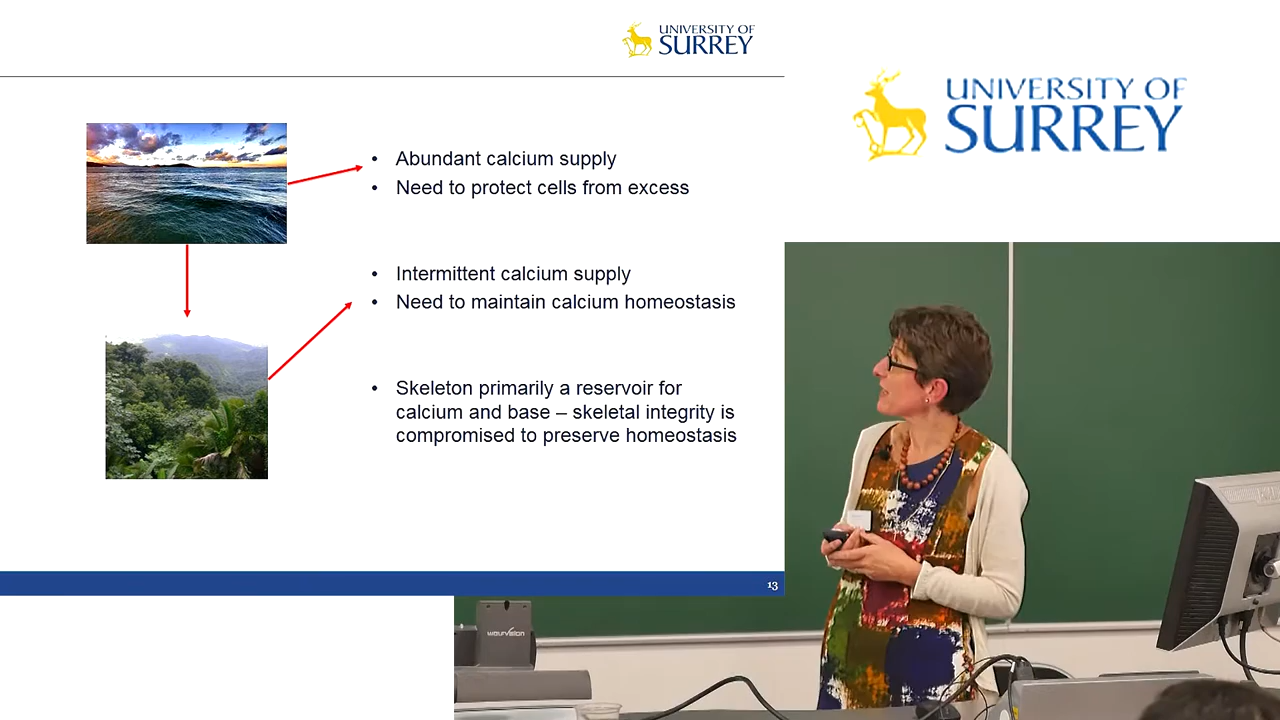 UNIVERSITY OF
SURREY
UNIVERSITY OF
SURREY
• Abundant calcium supply
• Need to protect cells from excess
• Intermittent calcium supply
• Need to maintain calcium homeostasis
• Skeleton primarily a reservoir for
calcium and base – skeletal integrity is
compromised to preserve homeostasis
13
wolfvision